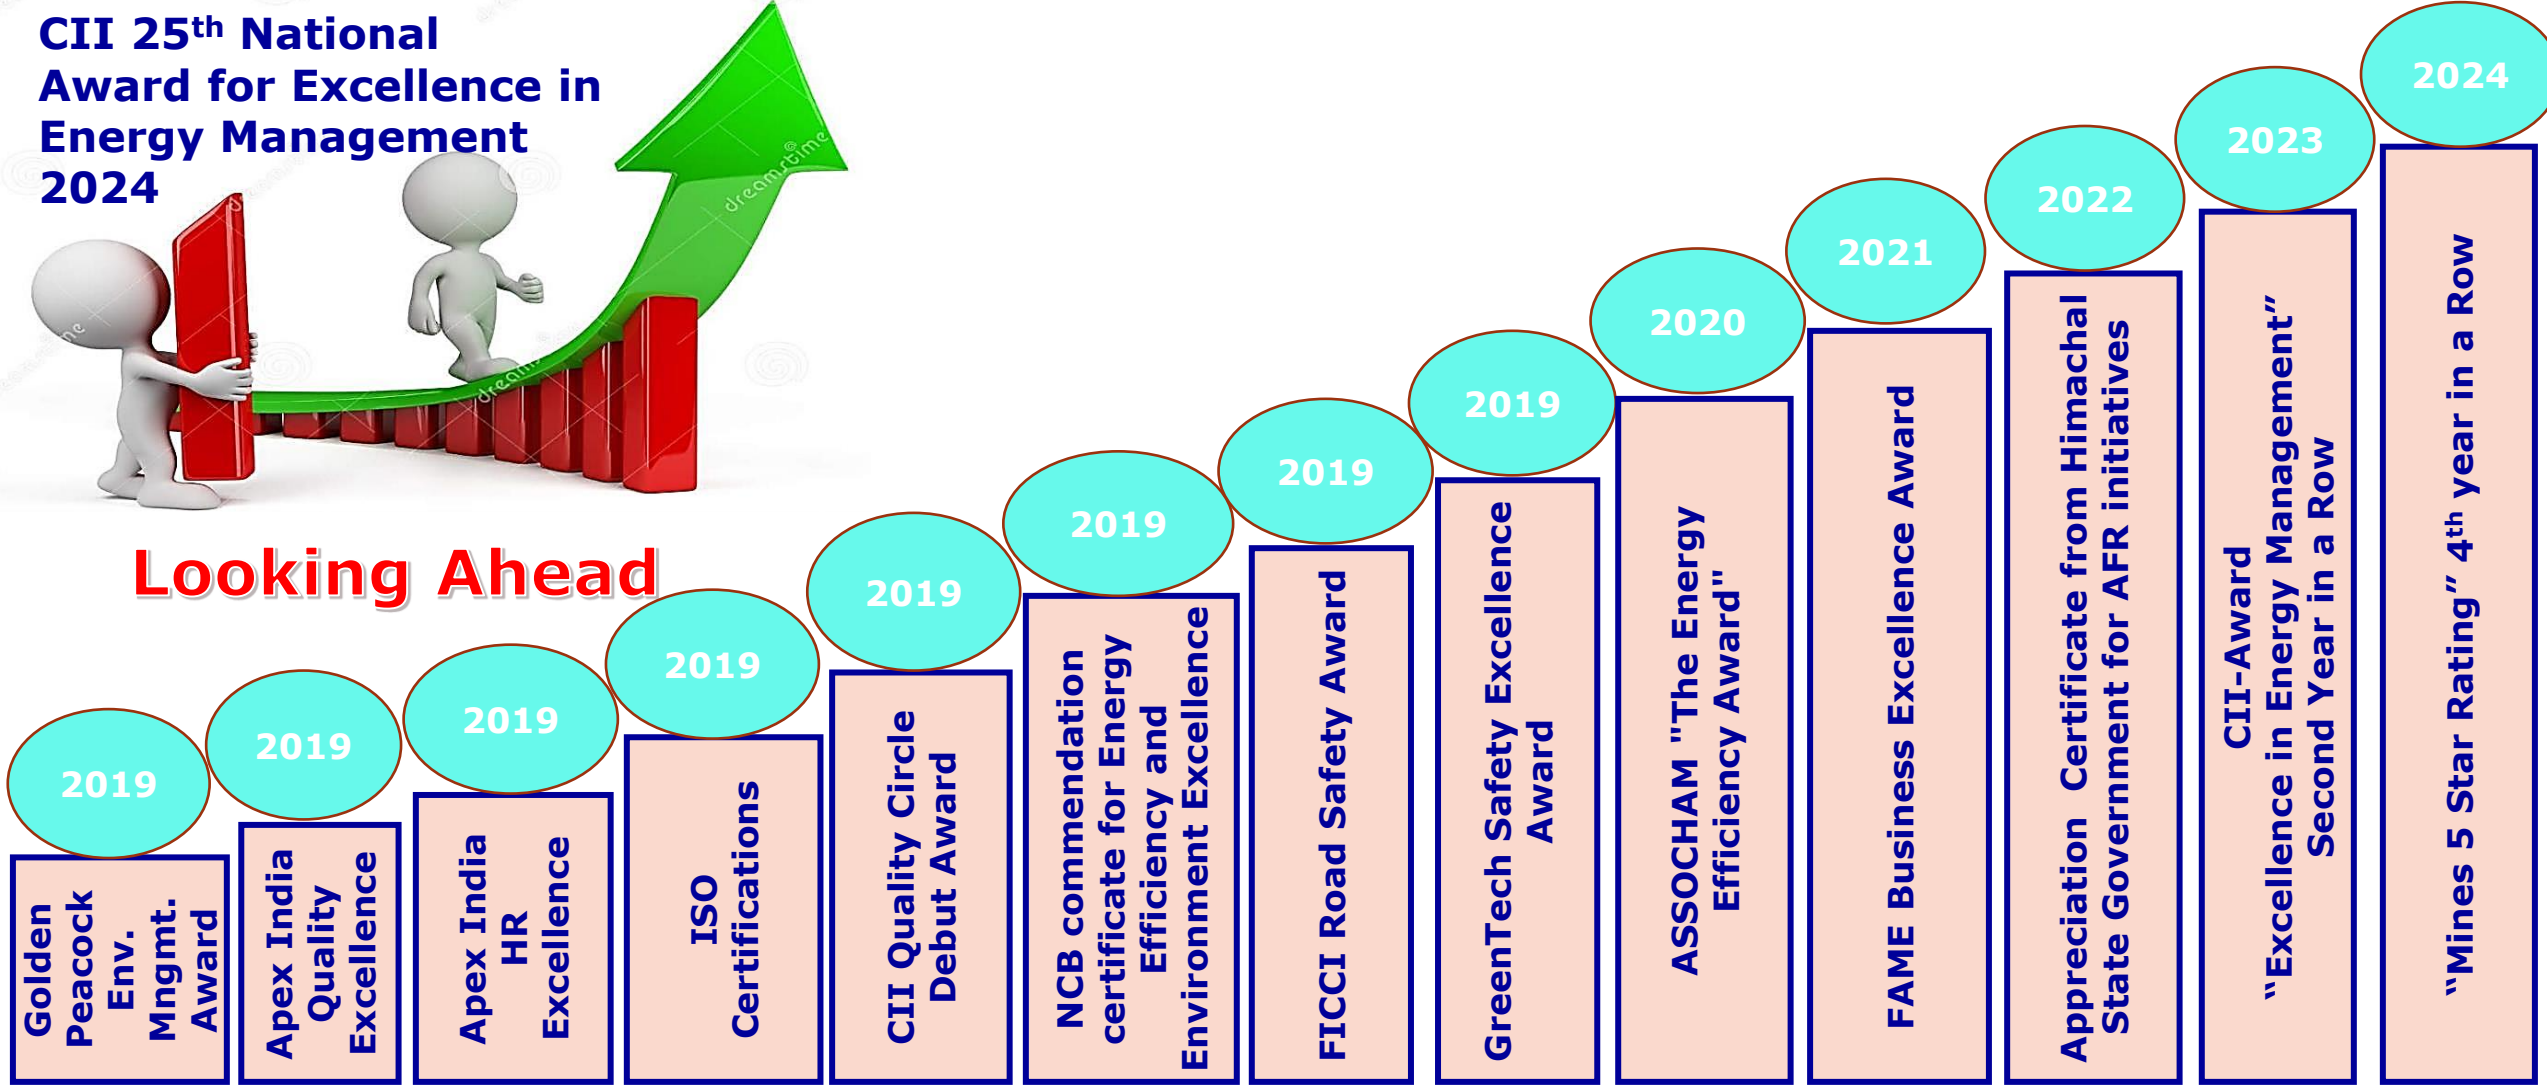 CII 25th National
Award for Excellence in
Energy Management
2024
dreamstime
dreamstime
Looking Ahead
2019
Golden
Peacock
Env.
Mngmt.
Award
2019
Apex India
Quality
Excellence
2019
Apex India
HR
Excellence
2019
ISO
Certifications
2019
CII Quality Circle
Debut Award
2019
NCB commendation
certificate for Energy
Efficiency and
Environment Excellence
2019
FICCI Road Safety Award
2019
GreenTech Safety Excellence
Award
2020
ASSOCHAM "The Energy
Efficiency Award"
2021
FAME Business Excellence Award
2022
Appreciation  Certificate from Himachal
State Government for AFR initiatives
2023
CII-Award
“Excellence in Energy Management”
Second Year in a Row
2024
“Mines 5 Star Rating” 4th year in a Row